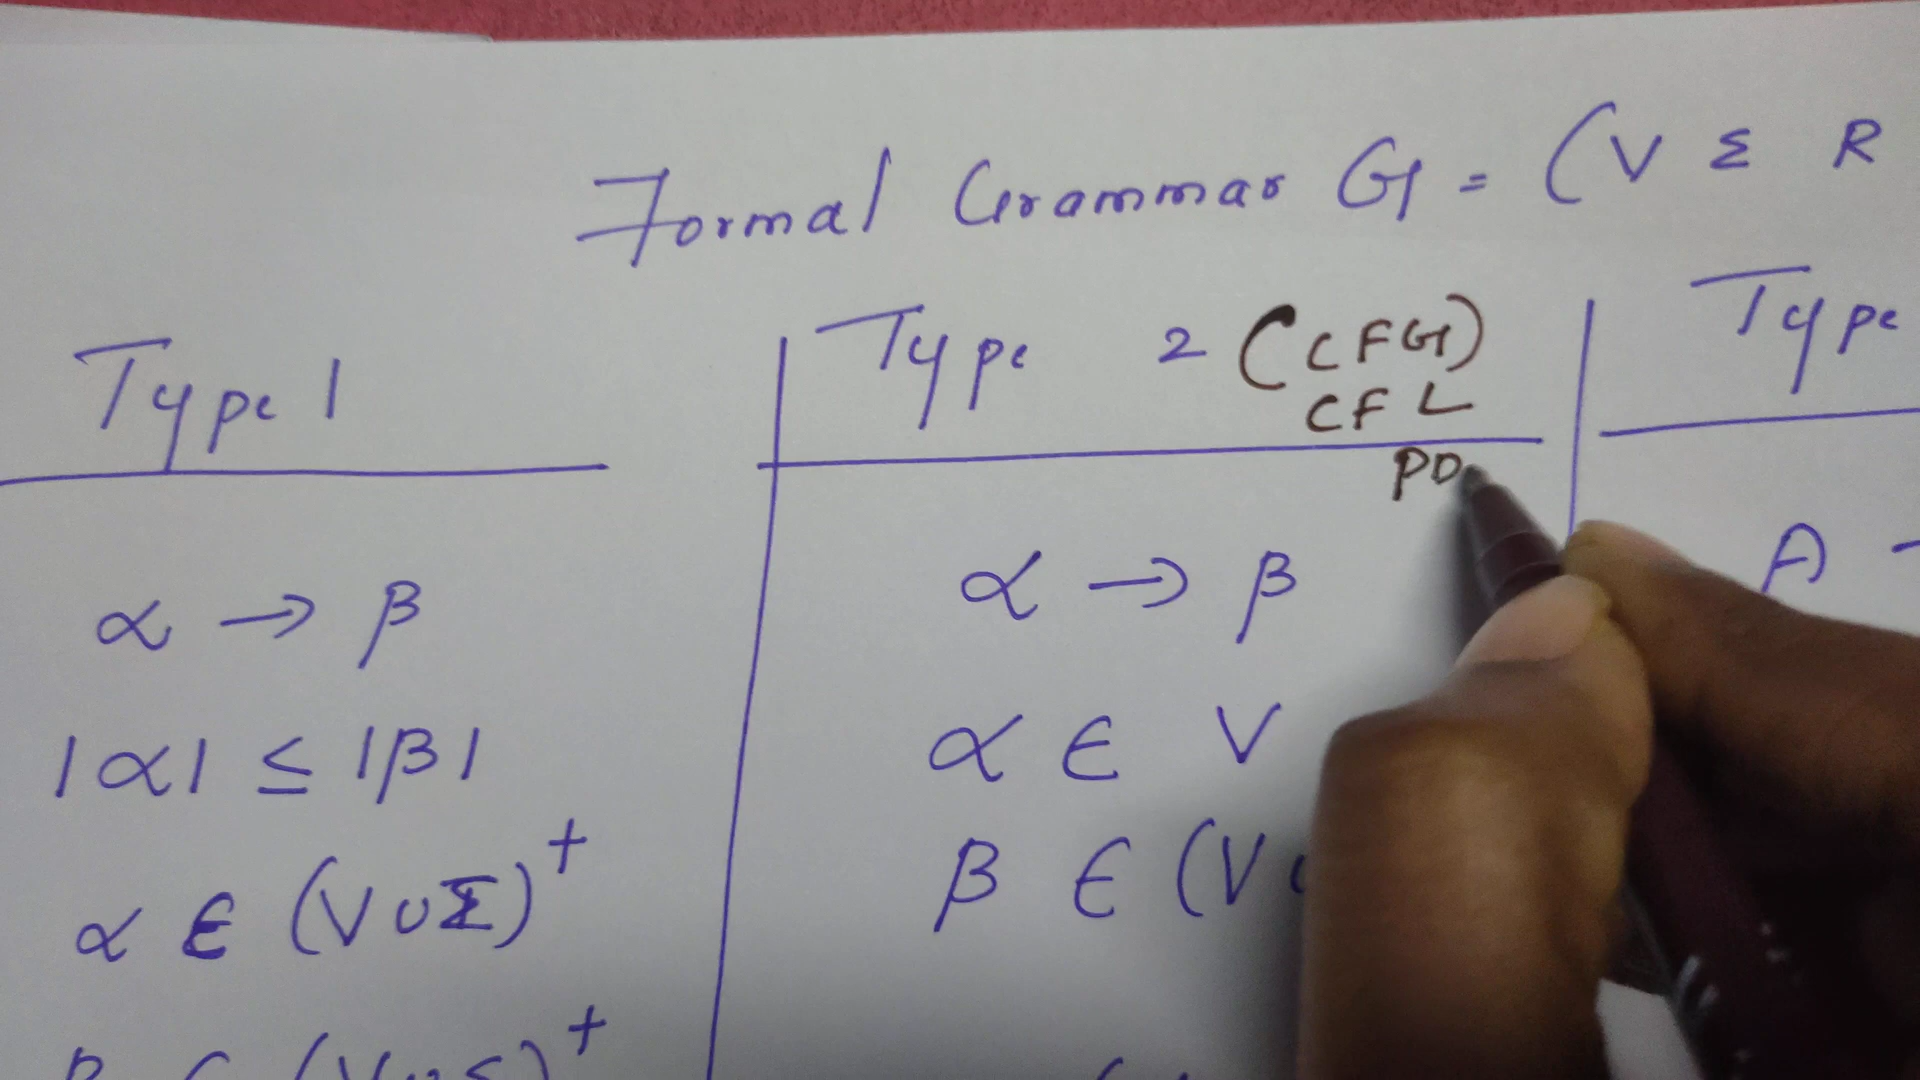 Formal Grammar G = (V Σ R
Type 1
α → β
|α| ≤ |β|
α ∈ (V ∪ Σ)⁺
Type 2 (CFG)
CFL
PD
α → β
α ∈ V
β ∈ (V
Type
A